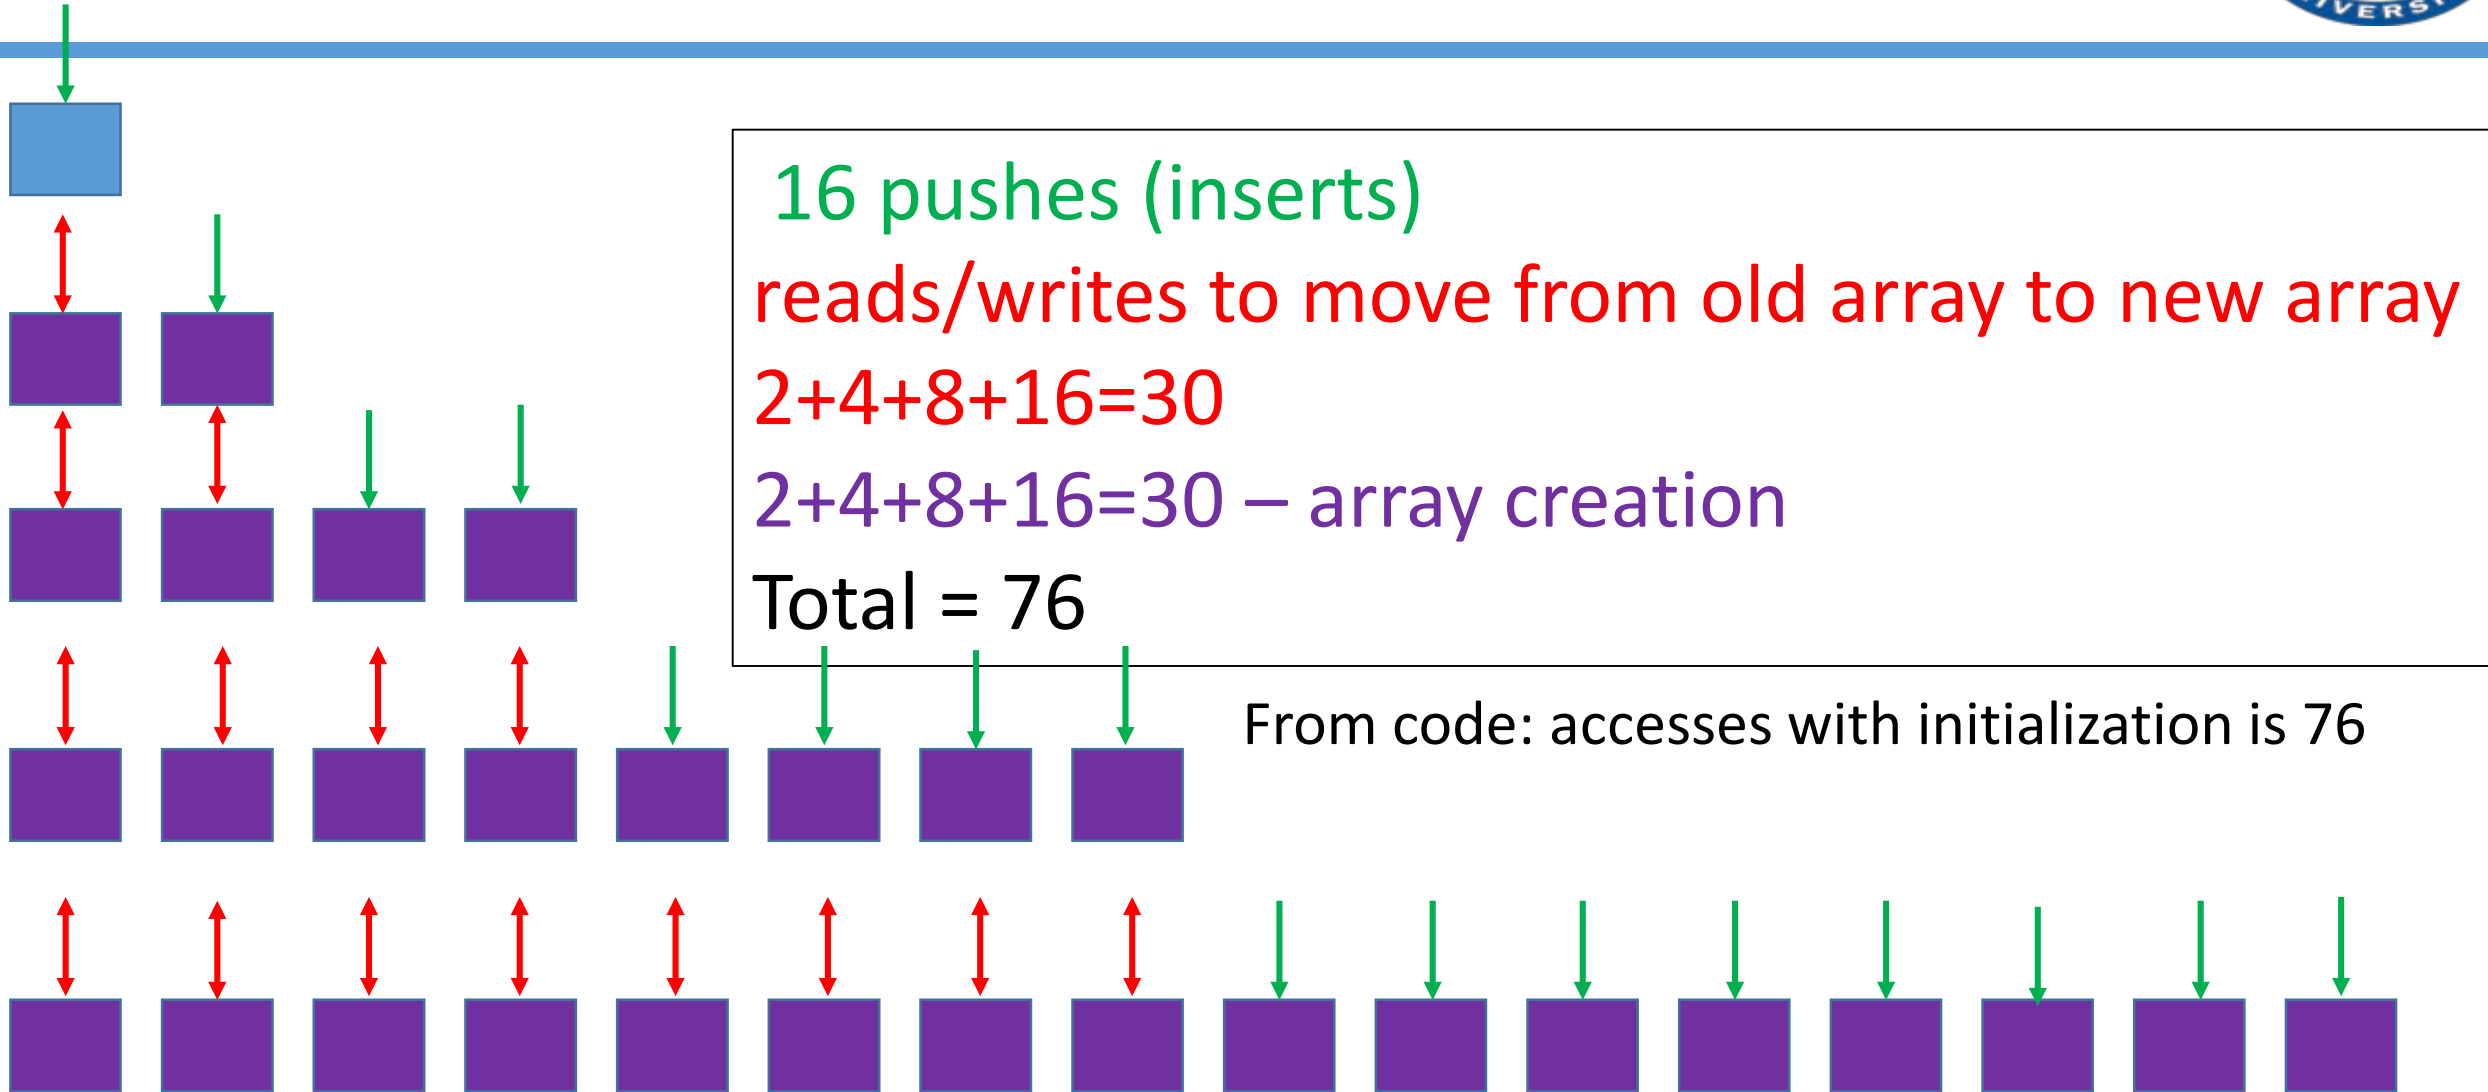 16 pushes (inserts)
reads/writes to move from old array to new array
2+4+8+16=30
2+4+8+16=30 – array creation
Total = 76
From code: accesses with initialization is 76